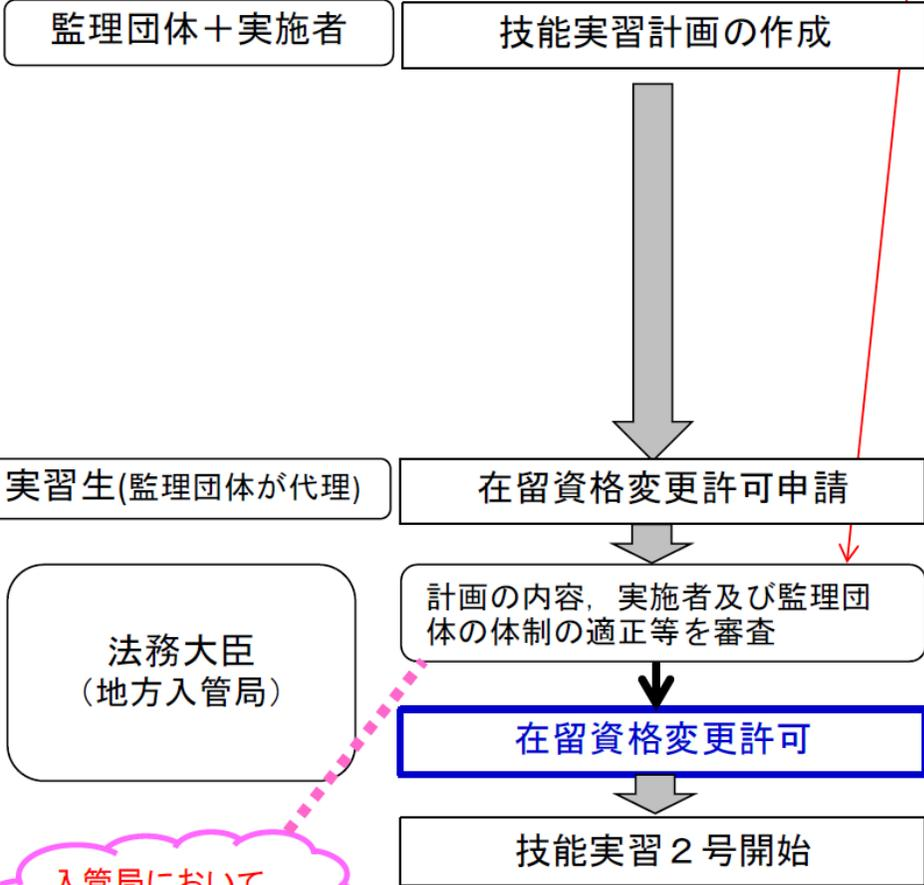 監理団体＋実施者
技能実習計画の作成
実習生(監理団体が代理)
在留資格変更許可申請
計画の内容，実施者及び監理団
体の体制の適正等を審査
法務大臣
（地方入管局）
在留資格変更許可
技能実習２号開始
入管局において